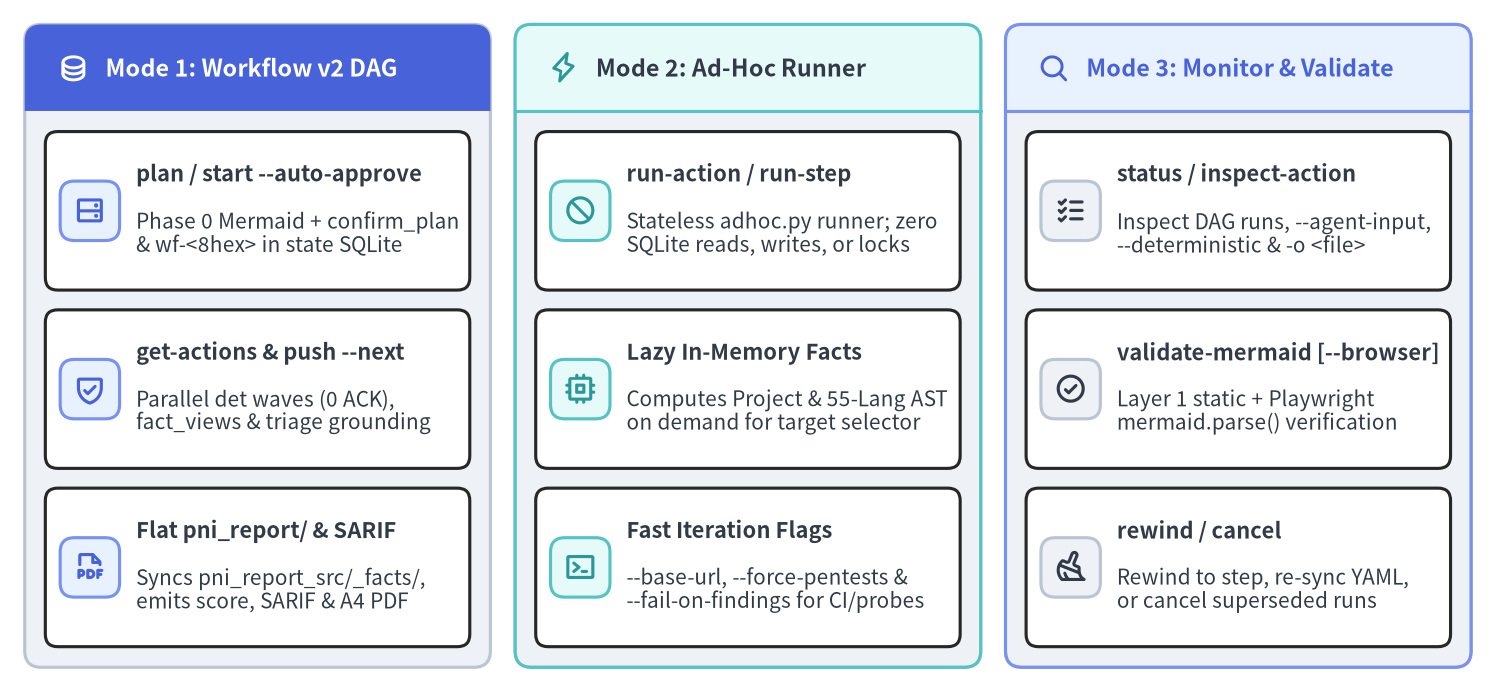 Mode 1: Workflow v2 DAG
plan / start --auto-approve
Phase 0 Mermaid + confirm_plan
& wf-<8hex> in state SQLite
get-actions & push --next
Parallel det waves (0 ACK),
fact_views & triage grounding
PDF
Flat pni_report/ & SARIF
Syncs pni_report_src/_facts/,
emits score, SARIF & A4 PDF
Mode 2: Ad-Hoc Runner
run-action / run-step
Stateless adhoc.py runner; zero
SQLite reads, writes, or locks
Lazy In-Memory Facts
Computes Project & 55-Lang AST
on demand for target selector
Fast Iteration Flags
--base-url, --force-pentests &
--fail-on-findings for CI/probes
Mode 3: Monitor & Validate
status / inspect-action
Inspect DAG runs, --agent-input,
--deterministic & -o <file>
validate-mermaid [--browser]
Layer 1 static + Playwright
mermaid.parse() verification
rewind / cancel
Rewind to step, re-sync YAML,
or cancel superseded runs